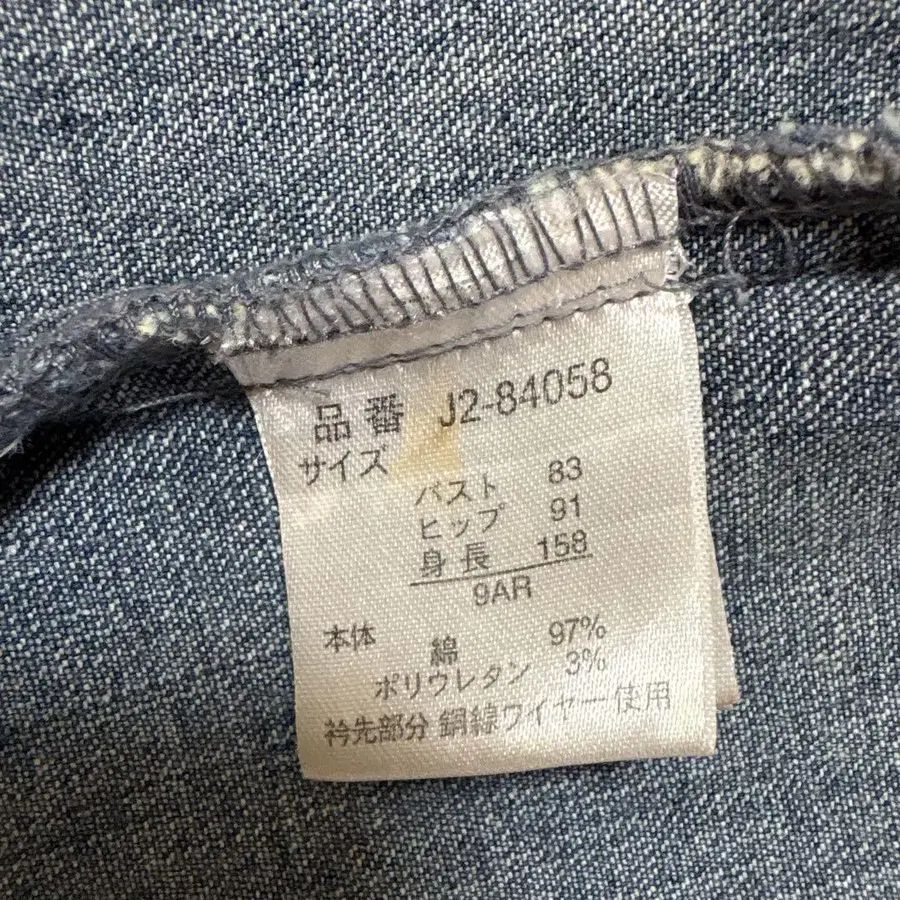 品番 J2-84058
サイズ
バスト 83
ヒップ 91
身長 158
9AR
本体 綿 97%
ポリウレタン 3%
衿先部分 銅線ワイヤー使用